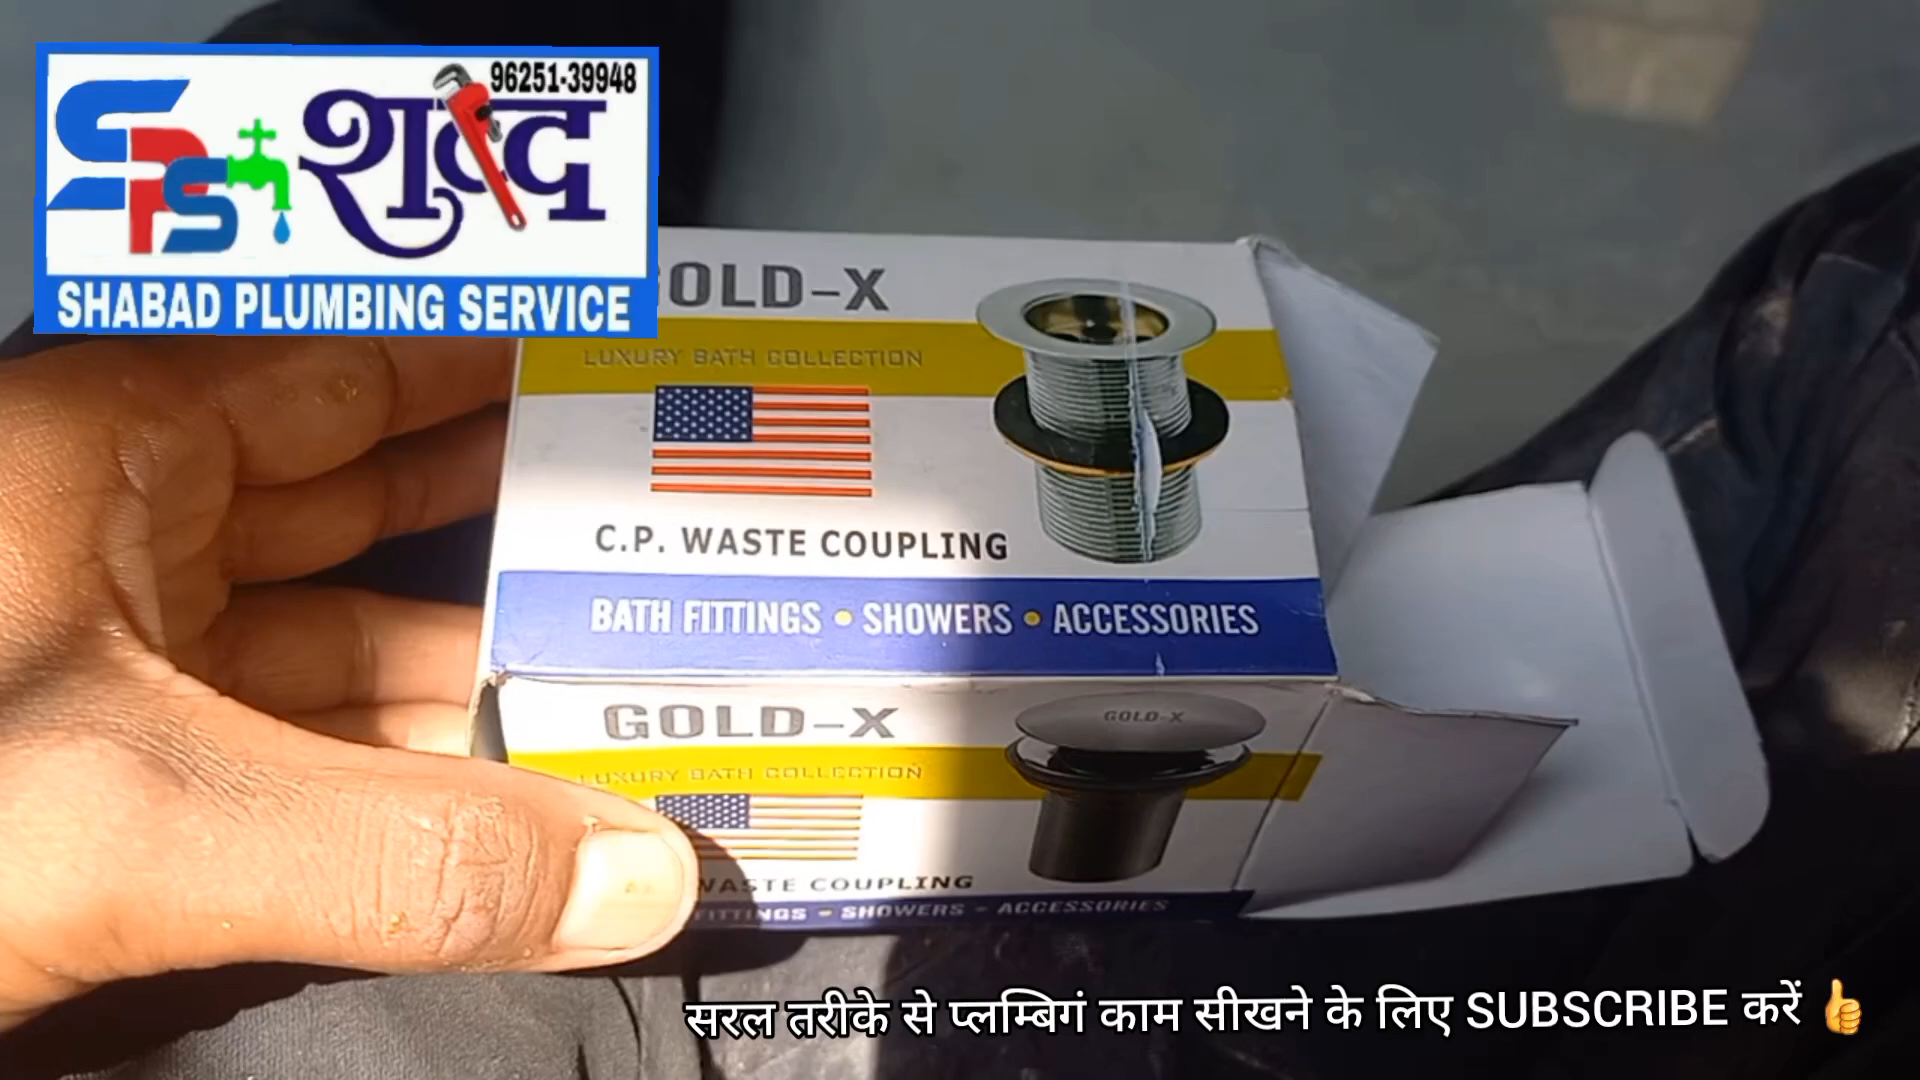 96251-39948
SPS शब्द
SHABAD PLUMBING SERVICE
OLD-X
LUXURY BATH COLLECTION
C.P. WASTE COUPLING
BATH FITTINGS • SHOWERS • ACCESSORIES
GOLD-X
GOLD-X
LUXURY BATH COLLECTION
WASTE COUPLING
FITTINGS • SHOWERS • ACCESSORIES
सरल तरीके से प्लम्बिगं काम सीखने के लिए SUBSCRIBE करें 👍